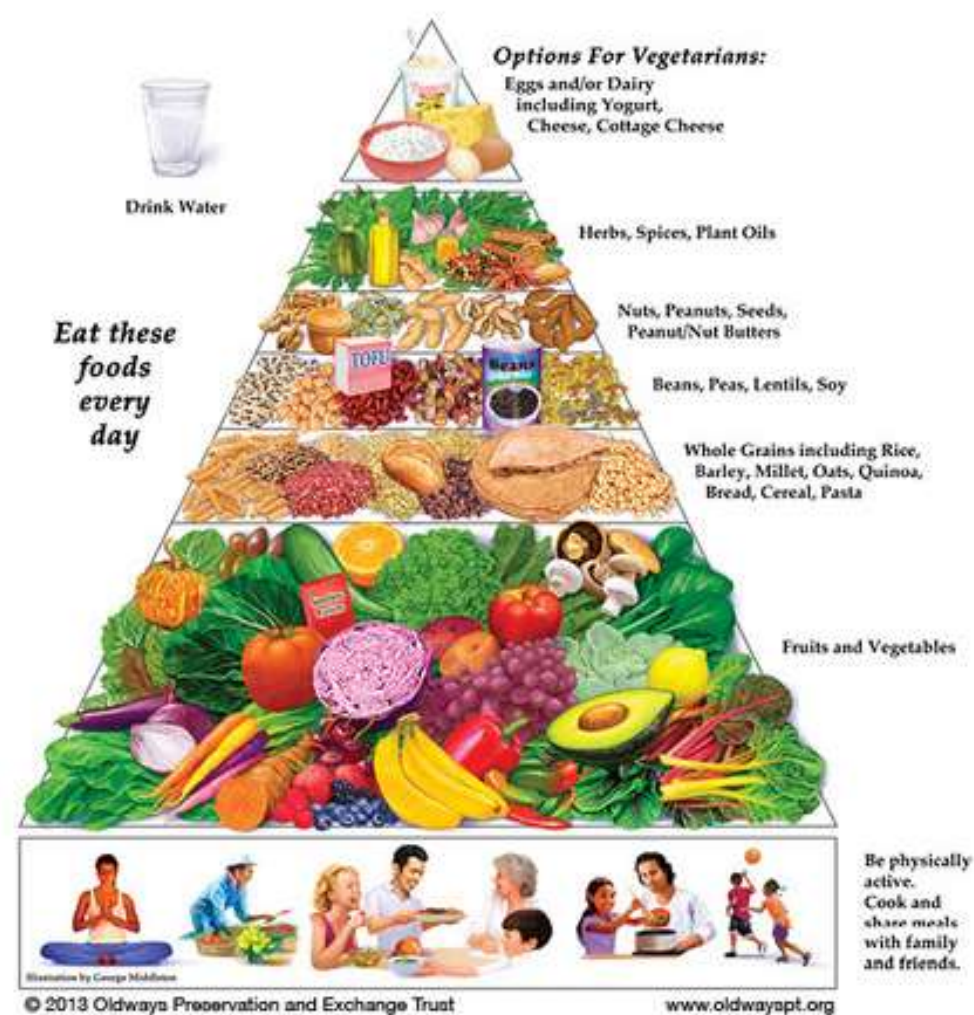 Options For Vegetarians:
Eggs and/or Dairy
including Yogurt,
Cheese, Cottage Cheese
Drink Water
Herbs, Spices, Plant Oils
Nuts, Peanuts, Seeds,
Peanut/Nut Butters
Eat these
foods
every
day
TOFU
Beans
Beans, Peas, Lentils, Soy
Whole Grains including Rice,
Barley, Millet, Oats, Quinoa,
Bread, Cereal, Pasta
Fruits and Vegetables
Be physically
active.
Cook and
share meals
with family
and friends.
Illustration by George Middleton
© 2013 Oldways Preservation and Exchange Trust
www.oldwayspt.org